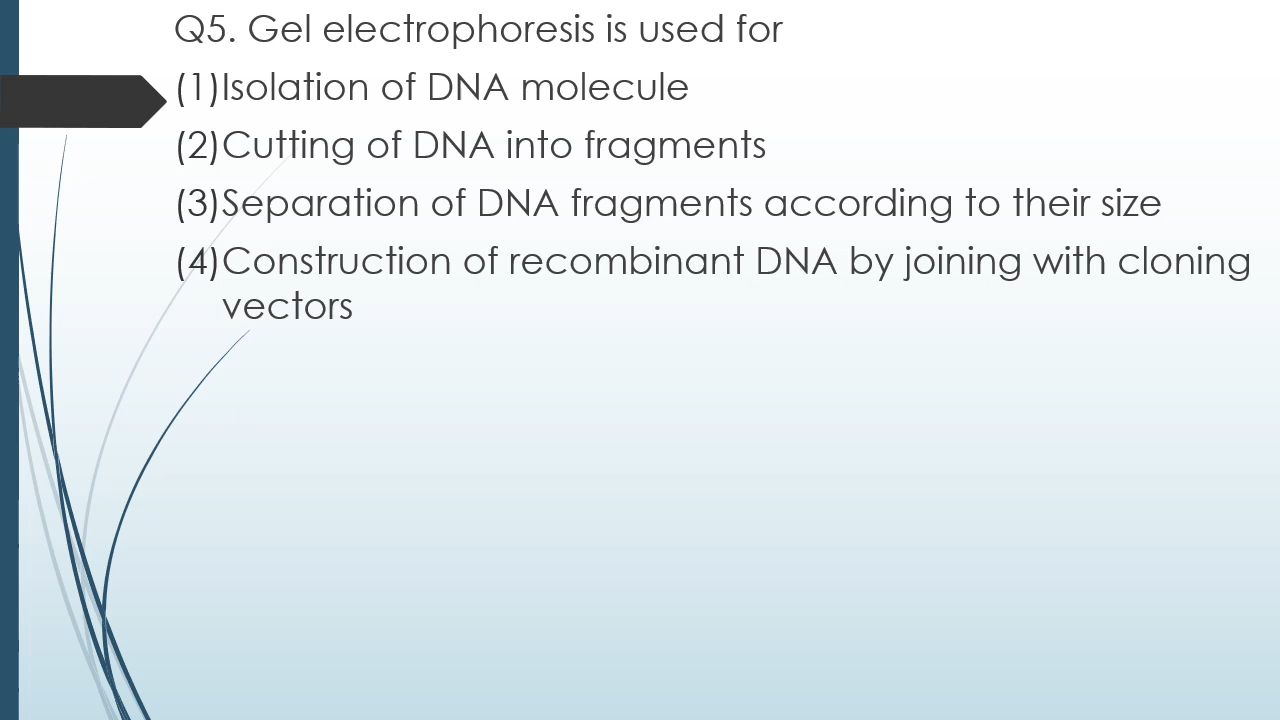 Q5. Gel electrophoresis is used for
(1)Isolation of DNA molecule
(2)Cutting of DNA into fragments
(3)Separation of DNA fragments according to their size
(4)Construction of recombinant DNA by joining with cloning
vectors